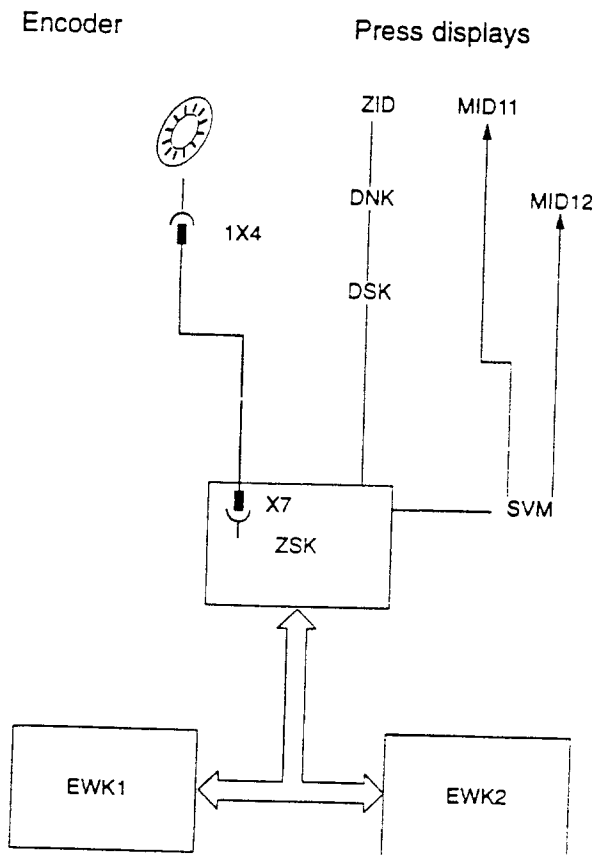 Encoder
Press displays
ZID
MID11
DNK
MID12
1X4
DSK
X7
SVM
ZSK
EWK1
EWK2